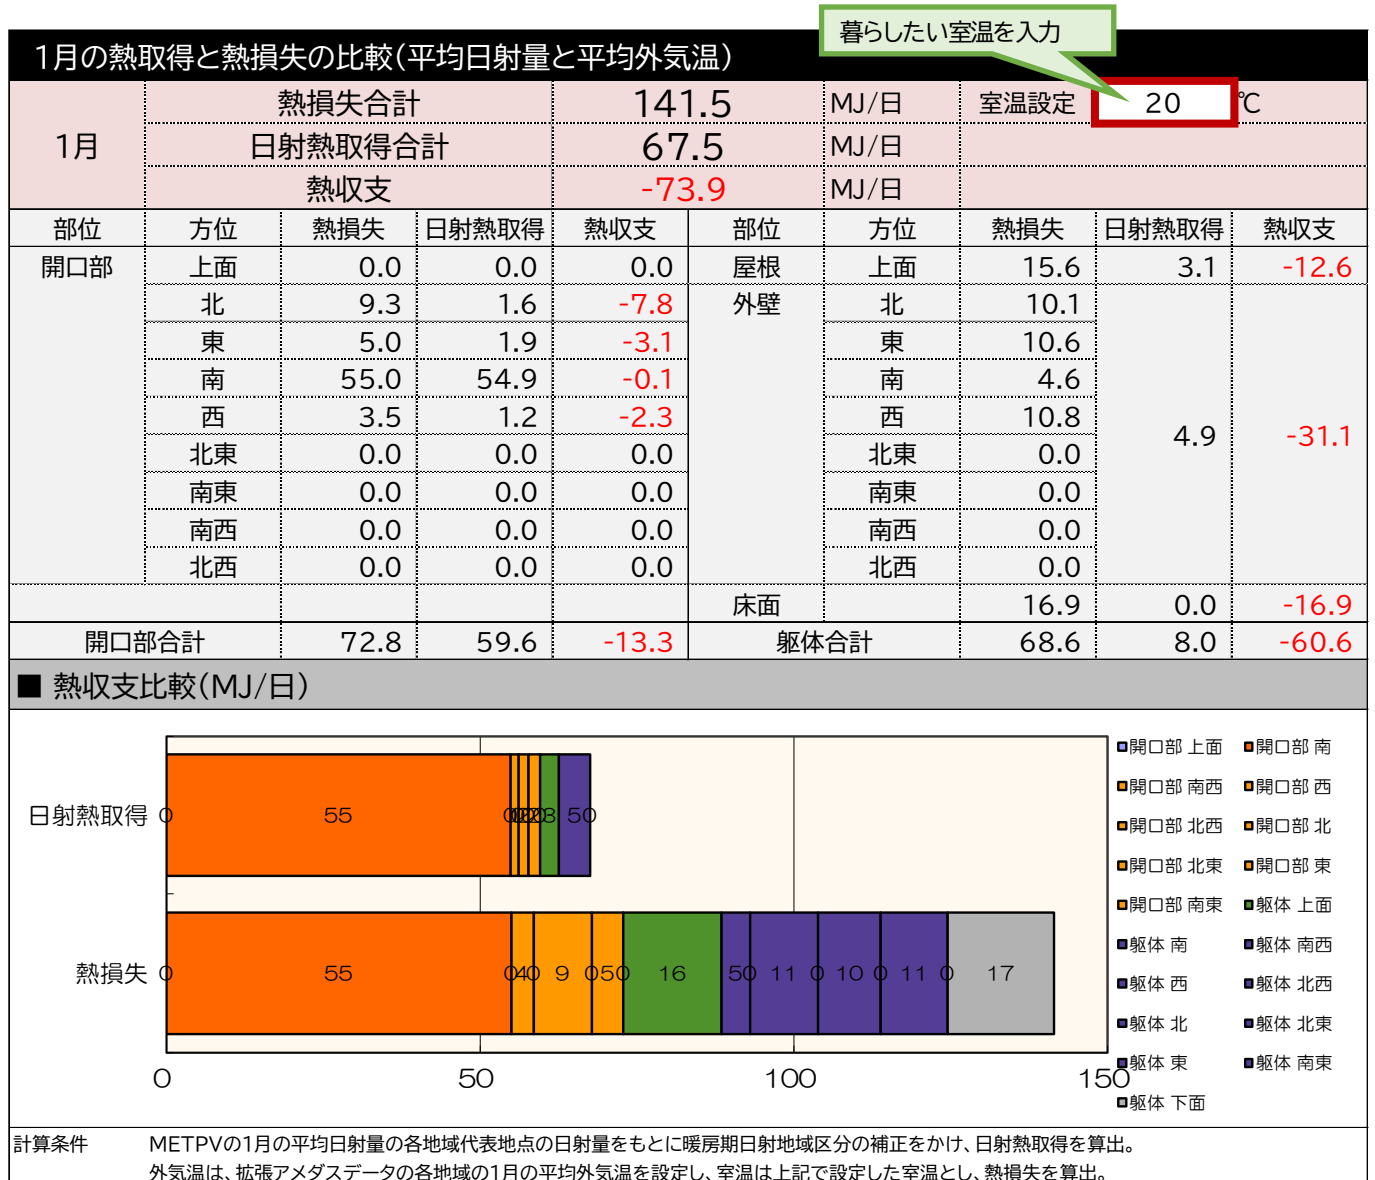 暮らしたい室温を入力
1月の熱取得と熱損失の比較(平均日射量と平均外気温)
1月 熱損失合計 141.5 MJ/日 室温設定 20 ℃
日射熱取得合計 67.5 MJ/日
熱収支 -73.9 MJ/日
部位 方位 熱損失 日射熱取得 熱収支 部位 方位 熱損失 日射熱取得 熱収支
開口部 上面 0.0 0.0 0.0 屋根 上面 15.6 3.1 -12.6
北 9.3 1.6 -7.8 外壁 北 10.1
東 5.0 1.9 -3.1 東 10.6
南 55.0 54.9 -0.1 南 4.6
西 3.5 1.2 -2.3 西 10.8
4.9 -31.1
北東 0.0 0.0 0.0 北東 0.0
南東 0.0 0.0 0.0 南東 0.0
南西 0.0 0.0 0.0 南西 0.0
北西 0.0 0.0 0.0 北西 0.0
床面 16.9 0.0 -16.9
開口部合計 72.8 59.6 -13.3 躯体合計 68.6 8.0 -60.6
■ 熱収支比較(MJ/日)
日射熱取得 0 55 3 50
熱損失 0 55 040 9 050 16 50 11 0 10 0 11 0 17
0 50 100 150
開口部 上面 開口部 南
開口部 南西 開口部 西
開口部 北西 開口部 北
開口部 北東 開口部 東
開口部 南東 躯体 上面
躯体 南 躯体 南西
躯体 西 躯体 北西
躯体 北 躯体 北東
躯体 東 躯体 南東
躯体 下面
計算条件 METPVの1月の平均日射量の各地域代表地点の日射量をもとに暖房期日射地域区分の補正をかけ、日射熱取得を算出。
外気温は、拡張アメダスデータの各地域の1月の平均外気温を設定し、室温は上記で設定した室温とし、熱損失を算出。